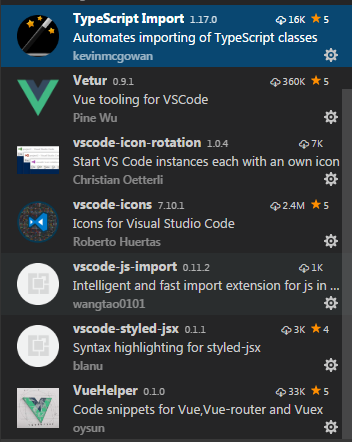 TypeScript Import 1.17.0 16K 5
Automates importing of TypeScript classes
kevinmcgowan
Vetur 0.9.1 360K 5
Vue tooling for VSCode
Pine Wu
vscode-icon-rotation 1.0.4 7K
Start VS Code instances each with an own icon
Christian Oetterli
vscode-icons 7.10.1 2.4M 5
Icons for Visual Studio Code
Roberto Huertas
vscode-js-import 0.11.2 1K
Intelligent and fast import extension for js in ...
wangtao0101
vscode-styled-jsx 0.1.1 3K 4
Syntax highlighting for styled-jsx
blanu
VueHelper 0.1.0 33K 5
Code snippets for Vue,Vue-router and Vuex
oysun